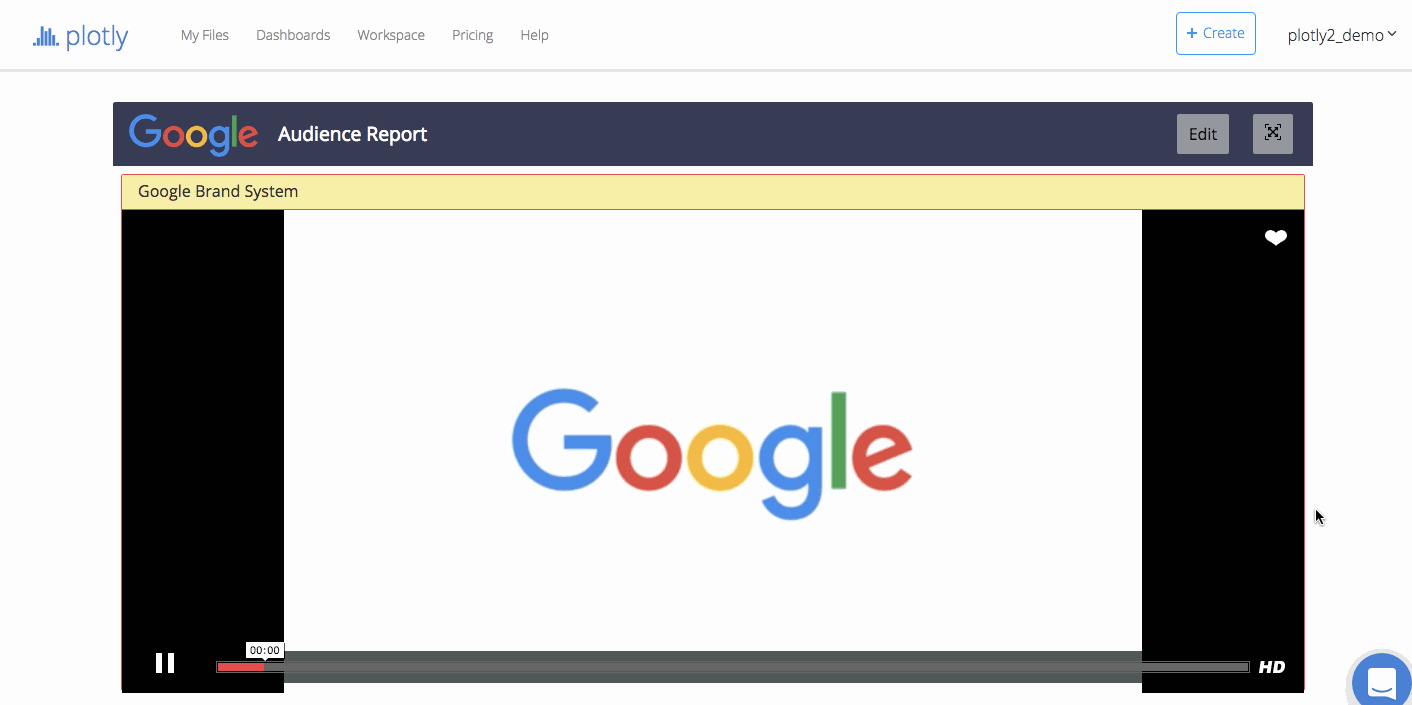 plotly My Files Dashboards Workspace Pricing Help + Create plotly2_demo
Google Audience Report Edit
Google Brand System
Google
00:00
HD